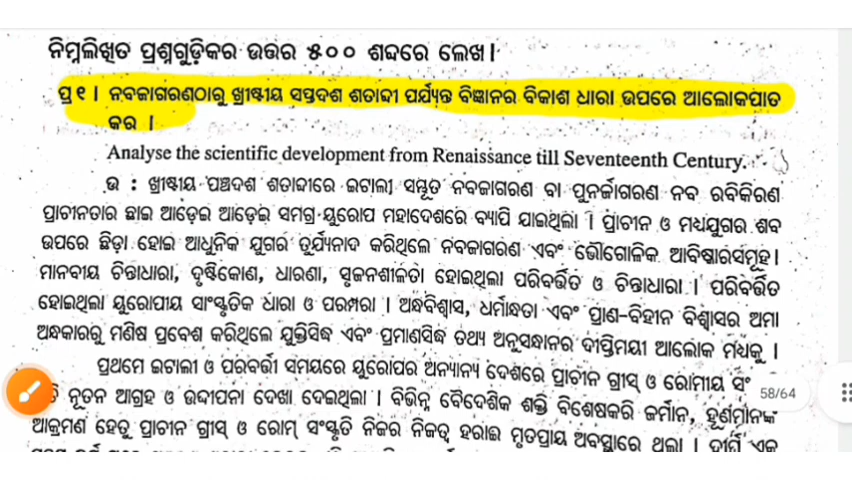 ନିମ୍ନଲିଖିତ ପ୍ରଶ୍ନଗୁଡ଼ିକର ଉତ୍ତର ୫୦୦ ଶବ୍ଦରେ ଲେଖ।
ପ୍ର ୧ । ନବଜାଗରଣଠାରୁ ଖ୍ରୀଷ୍ଟୀୟ ସପ୍ତଦଶ ଶତାବ୍ଦୀ ପର୍ଯ୍ୟନ୍ତ ବିଜ୍ଞାନର ବିକାଶ ଧାରା ଉପରେ ଆଲୋକପାତ
କର ।
Analyse the scientific development from Renaissance till Seventeenth Century.
ଉ : ଖ୍ରୀଷ୍ଟୀୟ ପଞ୍ଚଦଶ ଶତାବ୍ଦୀରେ ଇଟାଲୀ ସମ୍ଭୂତ ନବଜାଗରଣ ବା ପୁନର୍ଜାଗରଣ ନବ ରବିକିରଣ
ପ୍ରାଚୀନତାର ଛାଇ ଆଡ଼େଇ ଆଡ଼େଇ ସମଗ୍ର ୟୁରୋପ ମହାଦେଶରେ ବ୍ୟାପି ଯାଇଥିଲା । ପ୍ରାଚୀନ ଓ ମଧ୍ୟଯୁଗର ଶବ
ଉପରେ ଛିଡ଼ା ହୋଇ ଆଧୁନିକ ଯୁଗର ତୁର୍ଯ୍ୟନାଦ କରିଥିଲେ ନବଜାଗରଣ ଏବଂ ଭୌଗୋଳିକ ଆବିଷ୍କାରସମୂହ।
ମାନବୀୟ ଚିନ୍ତାଧାରା, ଦୃଷ୍ଟିକୋଣ, ଧାରଣା, ସୃଜନଶୀଳତା ହୋଇଥିଲା ପରିବର୍ତ୍ତିତ ଓ ଚିନ୍ତାଧାରା । ପରିବର୍ତ୍ତିତ
ହୋଇଥିଲା ୟୁରୋପୀୟ ସାଂସ୍କୃତିକ ଧାରା ଓ ପରମ୍ପରା । ଅନ୍ଧବିଶ୍ୱାସ, ଧର୍ମାନ୍ଧତା ଏବଂ ପ୍ରାଣ-ବିହୀନ ବିଶ୍ୱାସର ଅମା
ଅନ୍ଧକାରରୁ ମଣିଷ ପ୍ରବେଶ କରିଥିଲେ ଯୁକ୍ତିସିଦ୍ଧ ଏବଂ ପ୍ରମାଣସିଦ୍ଧ ତଥ୍ୟ ଅନୁସନ୍ଧାନର ଦୀପ୍ତିମୟୀ ଆଲୋକ ମଧ୍ୟକୁ ।
ପ୍ରଥମେ ଇଟାଲୀ ଓ ପରବର୍ତ୍ତୀ ସମୟରେ ୟୁରୋପର ଅନ୍ୟାନ୍ୟ ଦେଶରେ ପ୍ରାଚୀନ ଗ୍ରୀସ୍ ଓ ରୋମୀୟ ସଂ
58/64
ନୂତନ ଆଗ୍ରହ ଓ ଉଦ୍ଦୀପନା ଦେଖା ଦେଇଥିଲା । ବିଭିନ୍ନ ବୈଦେଶିକ ଶକ୍ତି ବିଶେଷକରି ଜର୍ମାନ, ହୂର୍ଣମାନଙ୍କ
ଆକ୍ରମଣ ହେତୁ ପ୍ରାଚୀନ ଗ୍ରୀସ୍ ଓ ରୋମ୍ ସଂସ୍କୃତି ନିଜର ନିଜତ୍ୱ ହରାଇ ମୃତପ୍ରାୟ ଅବସ୍ଥାରେ ଥିଲା । ଦୀର୍ଘ ଏକ